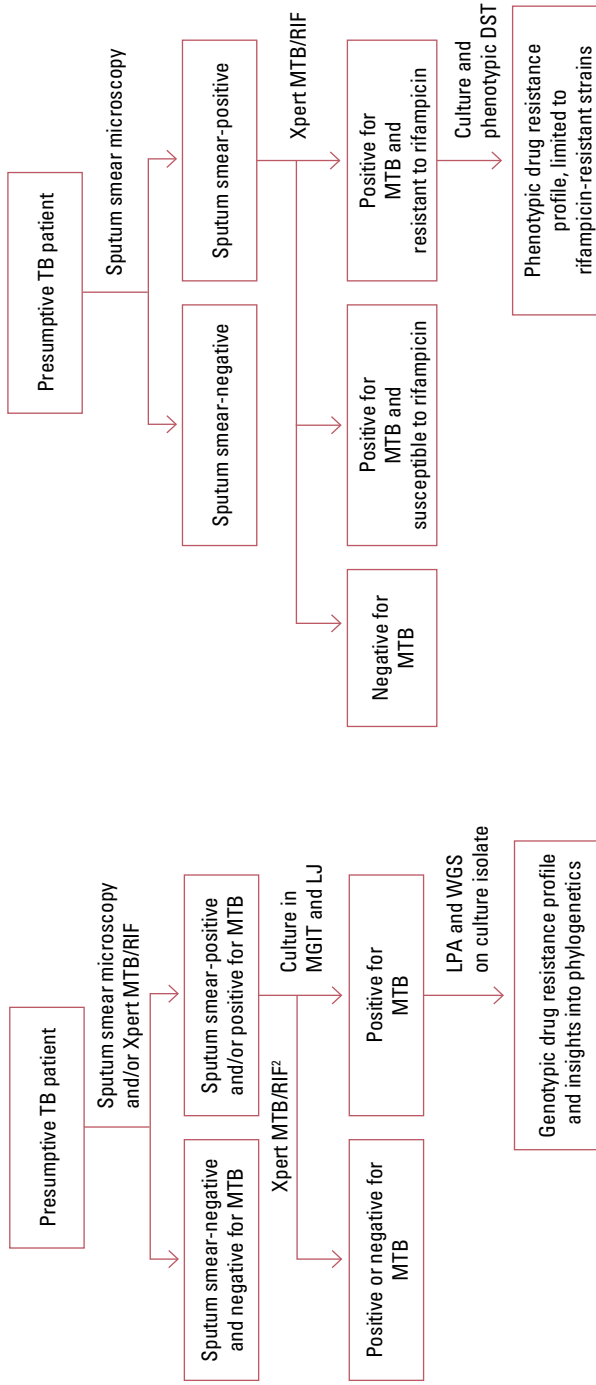 Presumptive TB patient
Sputum smear microscopy
and/or Xpert MTB/RIF
Sputum smear-negative
and negative for MTB
Sputum smear-positive
and/or positive for MTB
Xpert MTB/RIF²
Culture in
MGIT and LJ
Positive or negative for
MTB
Positive for
MTB
LPA and WGS
on culture isolate
Genotypic drug resistance profile
and insights into phylogenetics
Presumptive TB patient
Sputum smear microscopy
Sputum smear-negative
Sputum smear-positive
Xpert MTB/RIF
Negative for
MTB
Positive for
MTB and
susceptible to rifampicin
Positive for
MTB and
resistant to rifampicin
Culture and
phenotypic DST
Phenotypic drug resistance
profile, limited to
rifampicin-resistant strains